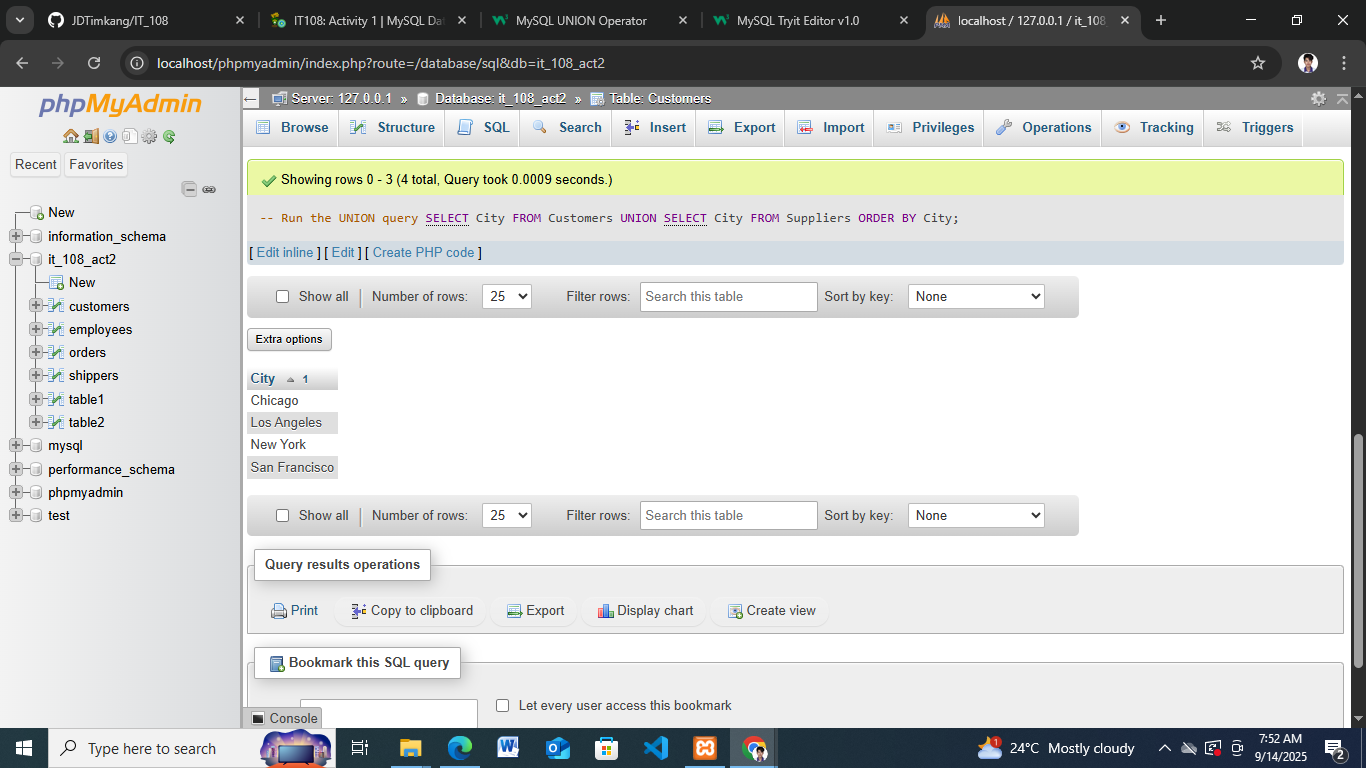 JDTimkang/IT_108
IT108: Activity 1 | MySQL Dat
MySQL UNION Operator
MySQL Tryit Editor v1.0
localhost / 127.0.0.1 / it_108
localhost/phpmyadmin/index.php?route=/database/sql&db=it_108_act2
phpMyAdmin
Recent
Favorites
New
information_schema
it_108_act2
New
customers
employees
orders
shippers
table1
table2
mysql
performance_schema
phpmyadmin
test
Server: 127.0.0.1 » Database: it_108_act2 » Table: Customers
Browse Structure SQL Search Insert Export Import Privileges Operations Tracking Triggers
Showing rows 0 - 3 (4 total, Query took 0.0009 seconds.)
-- Run the UNION query SELECT City FROM Customers UNION SELECT City FROM Suppliers ORDER BY City;
[ Edit inline ] [ Edit ] [ Create PHP code ]
Show all | Number of rows: 25 Filter rows: Search this table Sort by key: None
Extra options
City 1
Chicago
Los Angeles
New York
San Francisco
Show all | Number of rows: 25 Filter rows: Search this table Sort by key: None
Query results operations
Print Copy to clipboard Export Display chart Create view
Bookmark this SQL query
Let every user access this bookmark
Console
Type here to search
1
24°C Mostly cloudy
7:52 AM
9/14/2025
2